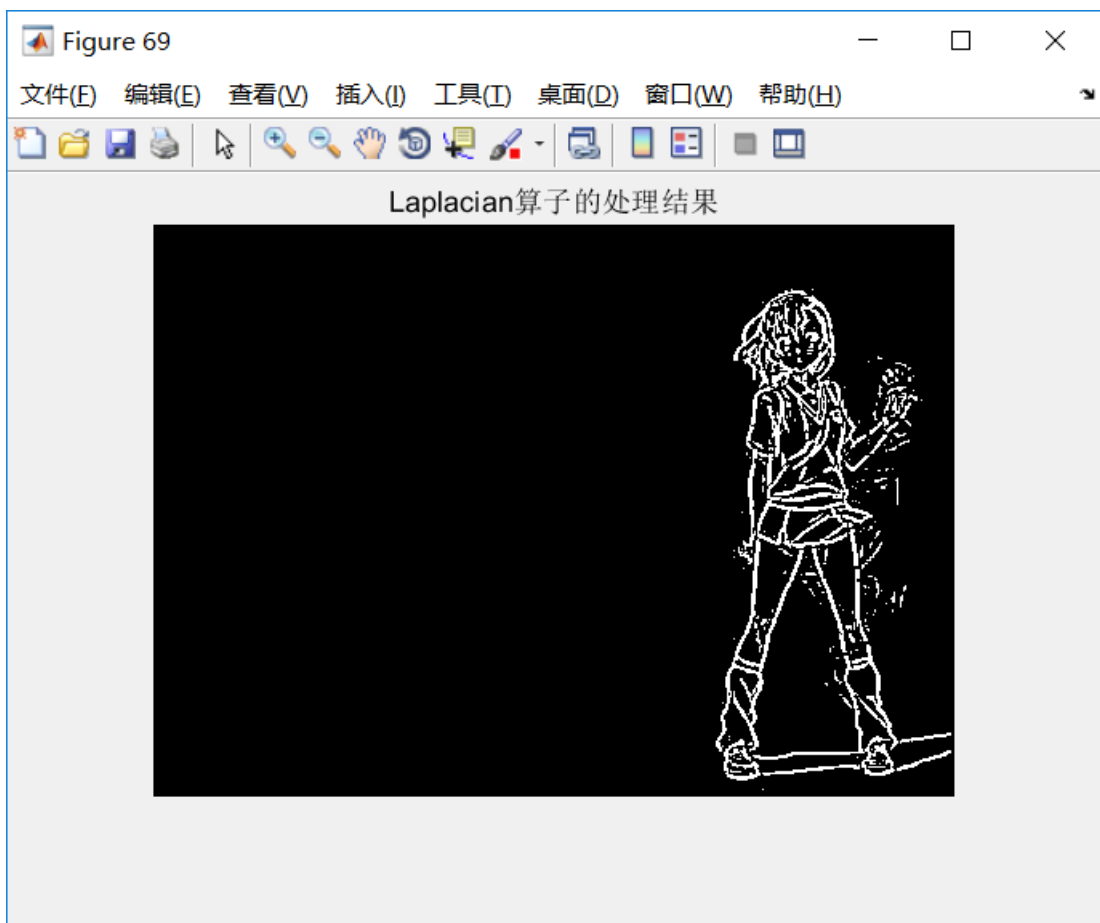 Figure 69
文件(F) 编辑(E) 查看(V) 插入(I) 工具(T) 桌面(D) 窗口(W) 帮助(H)
Laplacian算子的处理结果